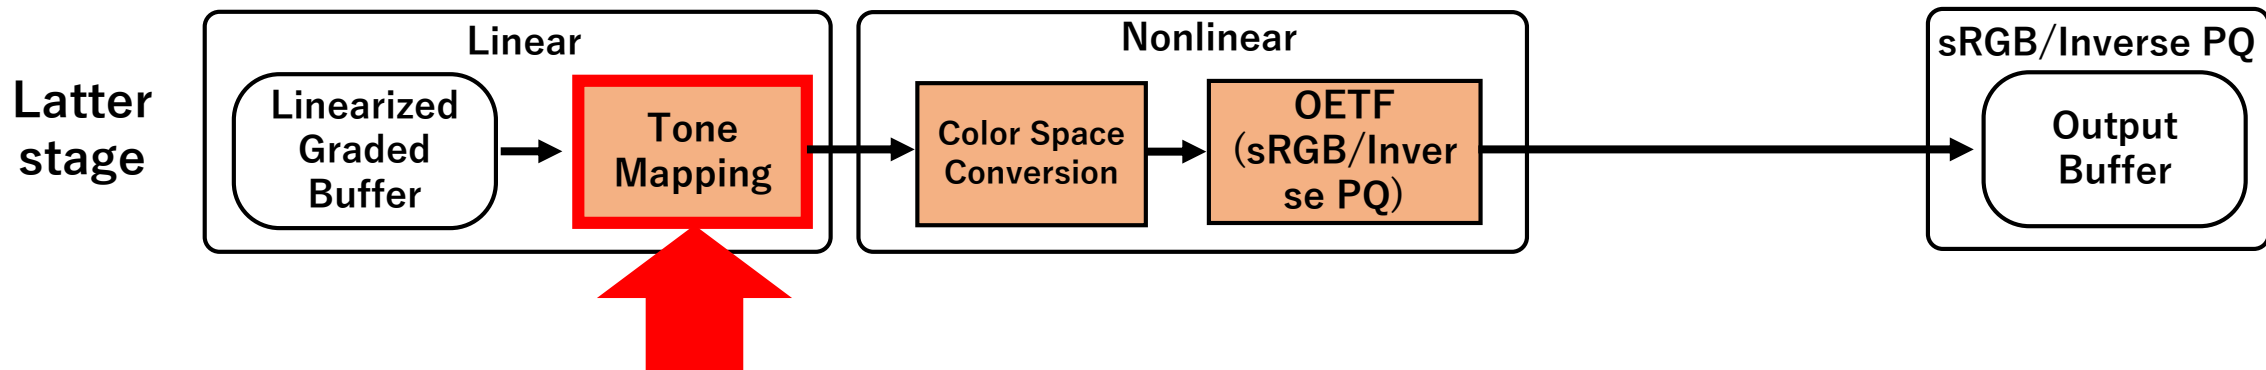 Latter
stage
Linear
Linearized
Graded
Buffer
Tone
Mapping
Nonlinear
Color Space
Conversion
OETF
(sRGB/Inver
se PQ)
sRGB/Inverse PQ
Output
Buffer